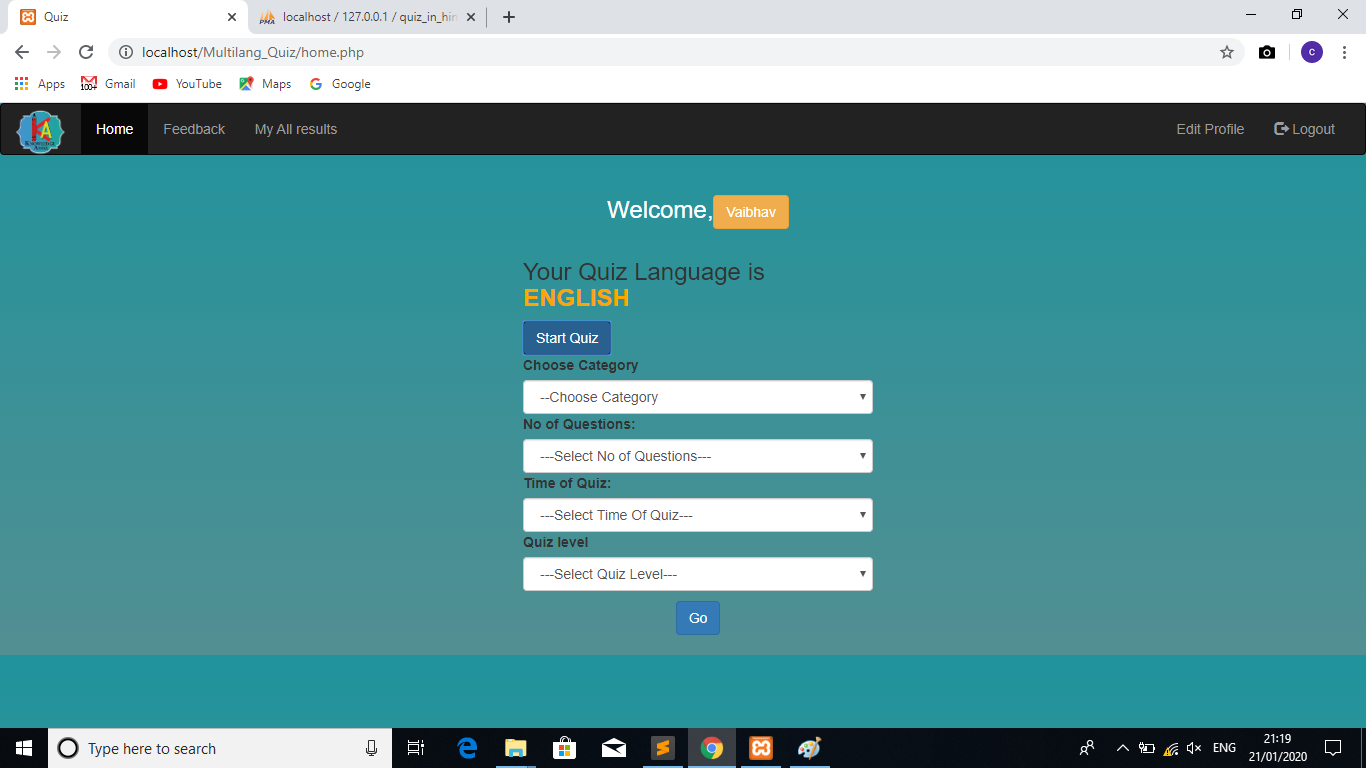 Quiz
localhost / 127.0.0.1 / quiz_in_hin
localhost/Multilang_Quiz/home.php
c
Apps
100+
Gmail
YouTube
Maps
Google
KA
Home
Feedback
My All results
Edit Profile
Logout
Welcome, Vaibhav
Your Quiz Language is
ENGLISH
Start Quiz
Choose Category
--Choose Category
No of Questions:
---Select No of Questions---
Time of Quiz:
---Select Time Of Quiz---
Quiz level
---Select Quiz Level---
Go
Type here to search
ENG
21:19
21/01/2020